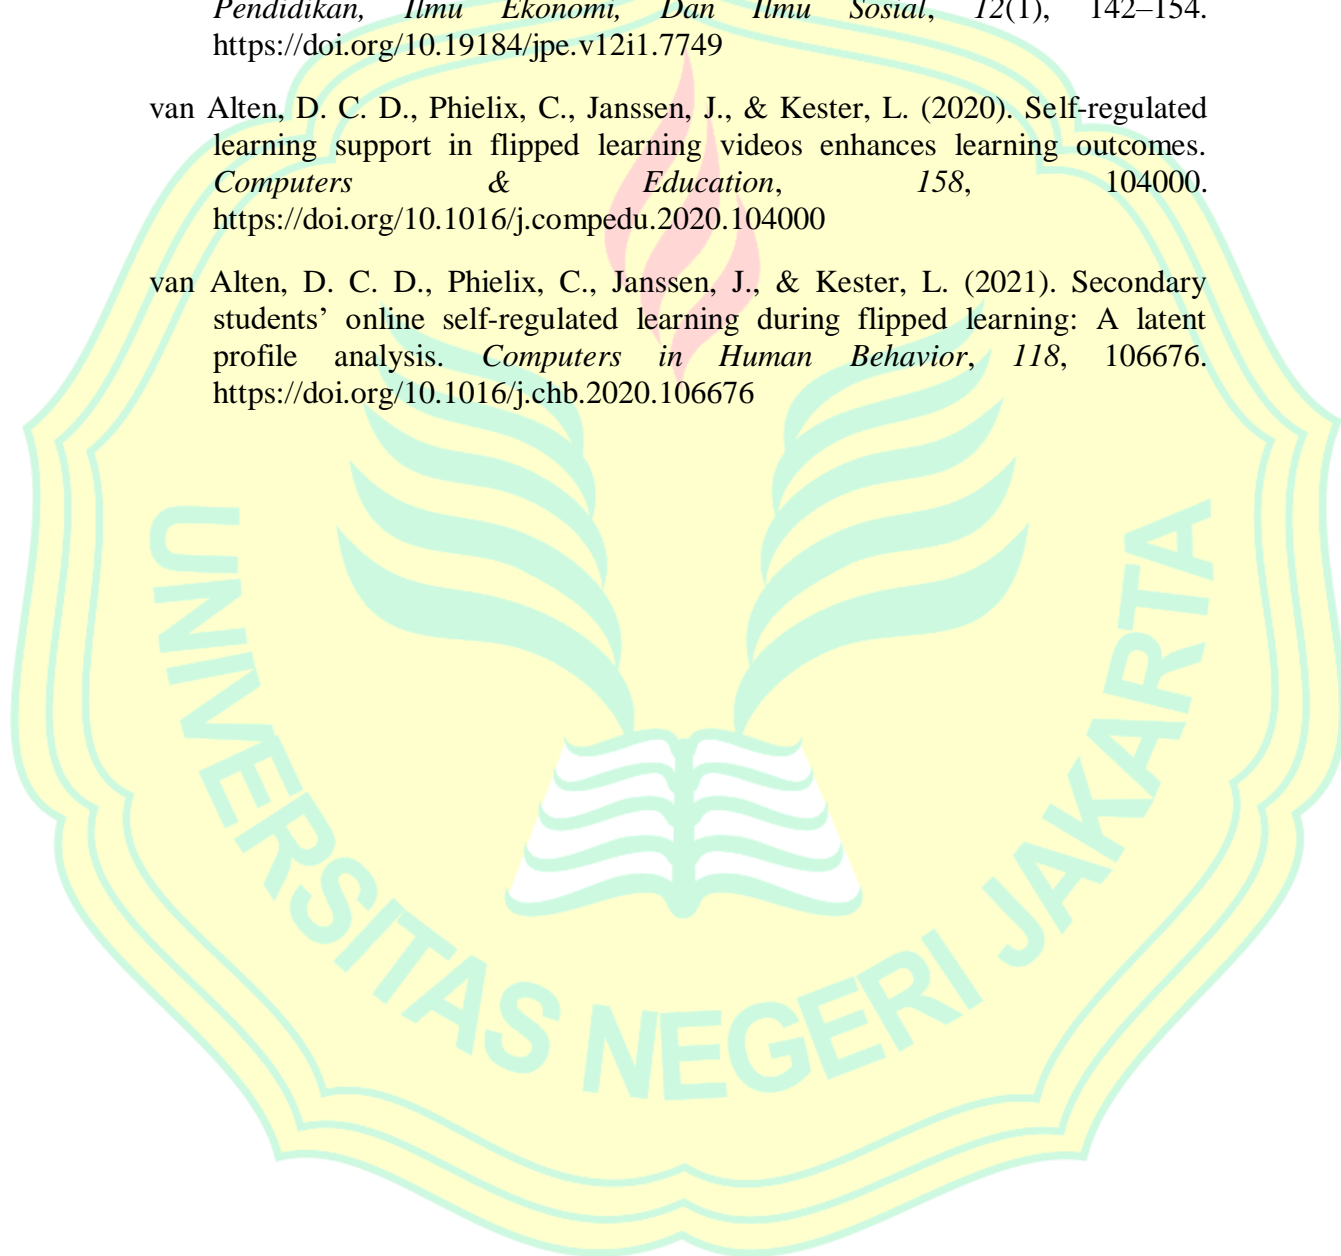 Pendidikan, Ilmu Ekonomi, Dan Ilmu Sosial, 12(1), 142–154.
https://doi.org/10.19184/jpe.v12i1.7749
van Alten, D. C. D., Phielix, C., Janssen, J., & Kester, L. (2020). Self-regulated
learning support in flipped learning videos enhances learning outcomes.
Computers & Education, 158, 104000.
https://doi.org/10.1016/j.compedu.2020.104000
van Alten, D. C. D., Phielix, C., Janssen, J., & Kester, L. (2021). Secondary
students’ online self-regulated learning during flipped learning: A latent
profile analysis. Computers in Human Behavior, 118, 106676.
https://doi.org/10.1016/j.chb.2020.106676
UNIVERSITAS NEGERI JAKARTA